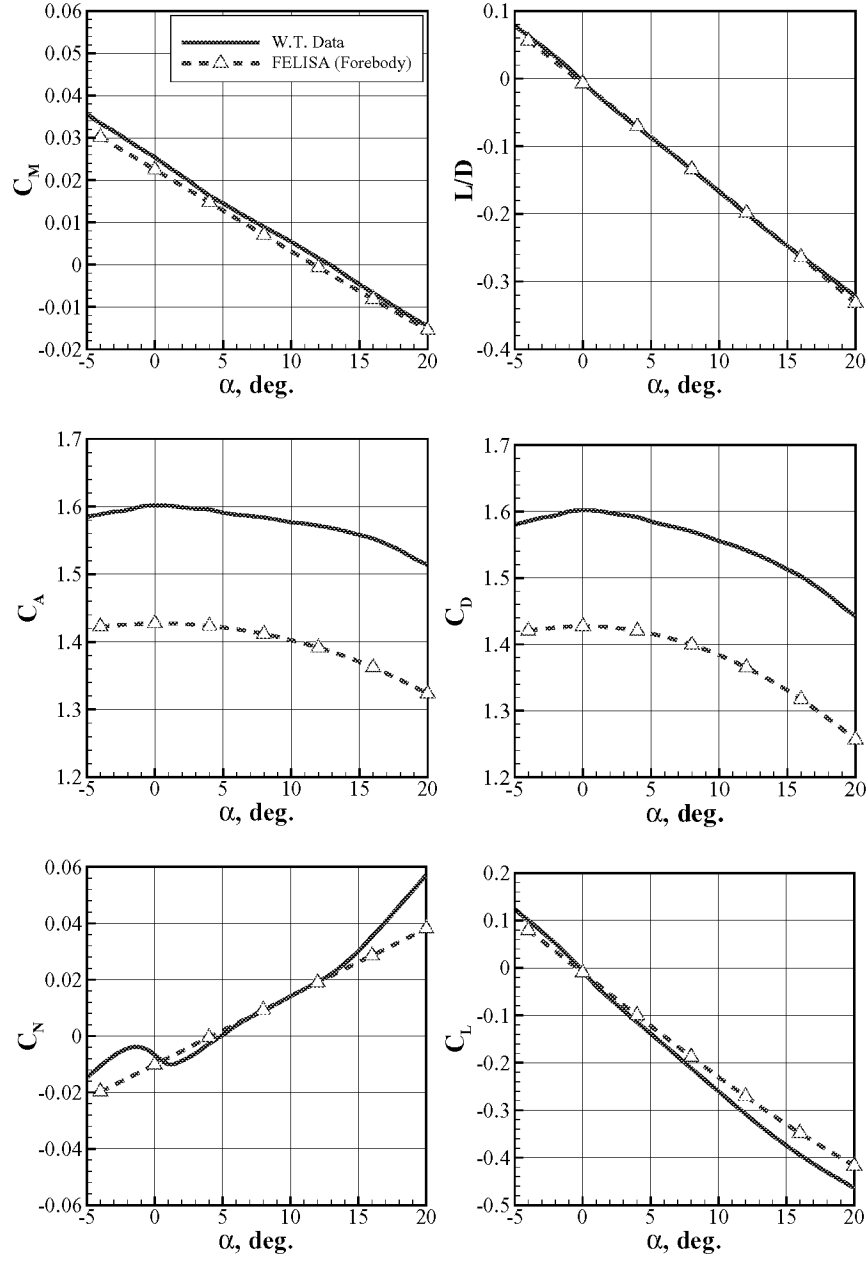 0.06
0.05
0.04
0.03
0.02
0.01
0
-0.01
-0.02
C_M
W.T. Data
FELISA (Forebody)
-5 0 5 10 15 20
α, deg.
0.1
0
-0.1
-0.2
-0.3
-0.4
L/D
-5 0 5 10 15 20
α, deg.
1.7
1.6
1.5
1.4
1.3
1.2
C_A
-5 0 5 10 15 20
α, deg.
1.7
1.6
1.5
1.4
1.3
1.2
C_D
-5 0 5 10 15 20
α, deg.
0.06
0.04
0.02
0
-0.02
-0.04
-0.06
C_N
-5 0 5 10 15 20
α, deg.
0.2
0.1
0
-0.1
-0.2
-0.3
-0.4
-0.5
C_L
-5 0 5 10 15 20
α, deg.